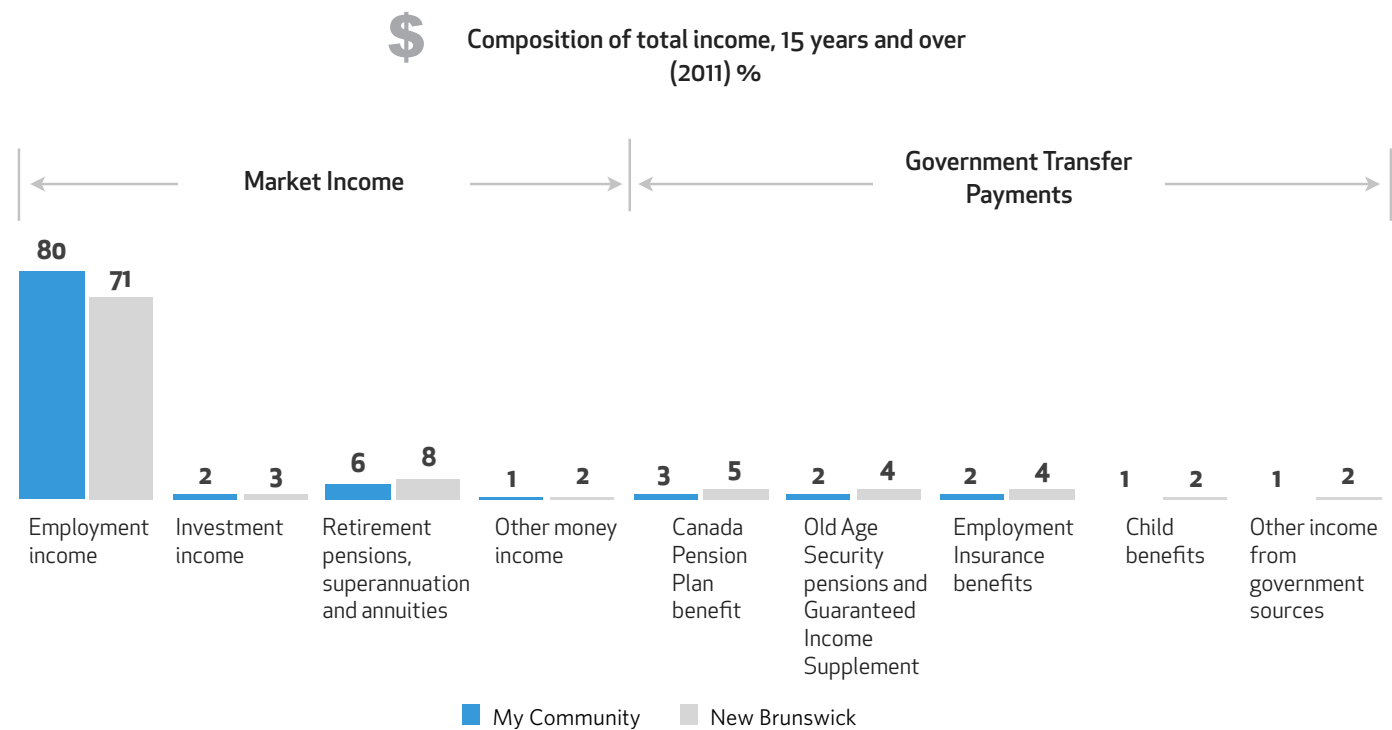 $
Composition of total income, 15 years and over
(2011) %
Market Income
Government Transfer
Payments
80
71
2
3
6
8
1
2
3
5
2
4
2
4
1
2
1
2
Employment
income
Investment
income
Retirement
pensions,
superannuation
and annuities
Other money
income
Canada
Pension
Plan
benefit
Old Age
Security
pensions and
Guaranteed
Income
Supplement
Employment
Insurance
benefits
Child
benefits
Other income
from
government
sources
My Community
New Brunswick